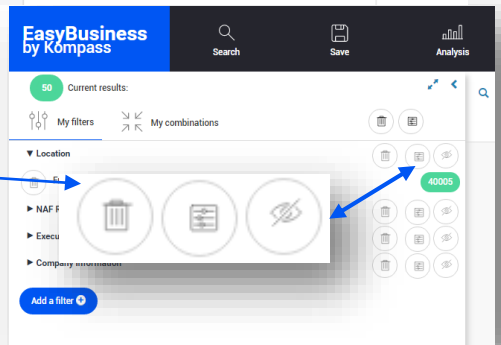 EasyBusiness
by Kompass
Search
Save
Analysis
50 Current results:
My filters
My combinations
▼ Location
40005
▶ NAF
▶ Execu
▶ Company Information
Add a filter